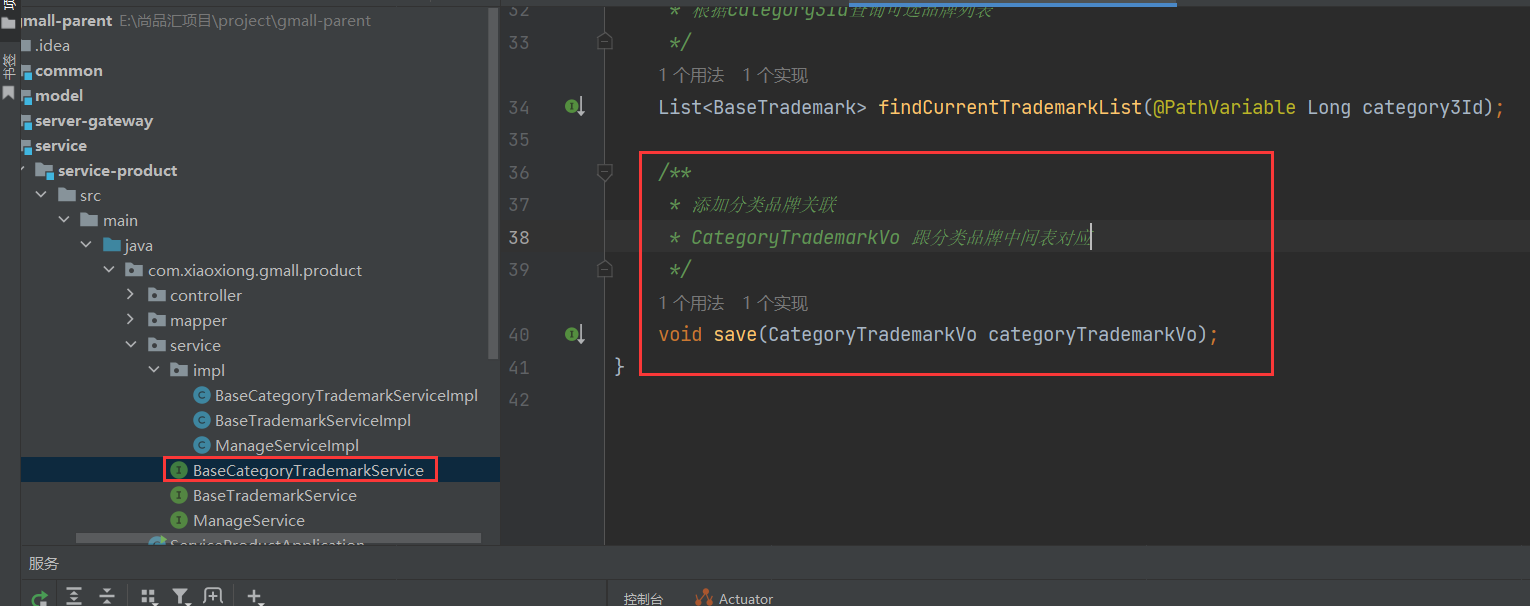 gmall-parent E:\尚品汇项目\project\gmall-parent
.idea
书签
common
model
server-gateway
service
service-product
src
main
java
com.xiaoxiong.gmall.product
controller
mapper
service
impl
BaseCategoryTrademarkServiceImpl
BaseTrademarkServiceImpl
ManageServiceImpl
BaseCategoryTrademarkService
BaseTrademarkService
ManageService
ServiceProductApplication
32 * 根据category3Id查询可选品牌列表
33 */
1 个用法 1 个实现
34 List<BaseTrademark> findCurrentTrademarkList(@PathVariable Long category3Id);
35
36 /**
37 * 添加分类品牌关联
38 * CategoryTrademarkVo 跟分类品牌中间表对应
39 */
1 个用法 1 个实现
40 void save(CategoryTrademarkVo categoryTrademarkVo);
41 }
42
服务
控制台 Actuator